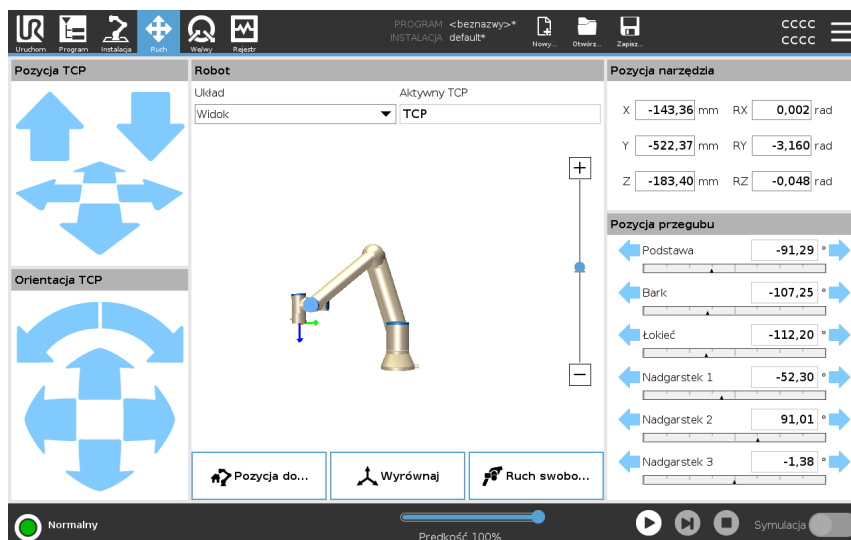 PROGRAM <beznazwy>*
INSTALACJA default*
CCCC
CCCC
Uruchom Program Instalacja Ruch We/wy Rejestr Nowy... Otwórz... Zapisz...
Pozycja TCP
Orientacja TCP
Robot
Układ Aktywny TCP
Widok TCP
Pozycja do... Wyrównaj Ruch swobo...
Pozycja narzędzia
X -143,36 mm RX 0,002 rad
Y -522,37 mm RY -3,160 rad
Z -183,40 mm RZ -0,048 rad
Pozycja przegubu
Podstawa -91,29 °
Bark -107,25 °
Łokieć -112,20 °
Nadgarstek 1 -52,30 °
Nadgarstek 2 91,01 °
Nadgarstek 3 -1,38 °
Normalny
Prędkość 100%
Symulacja